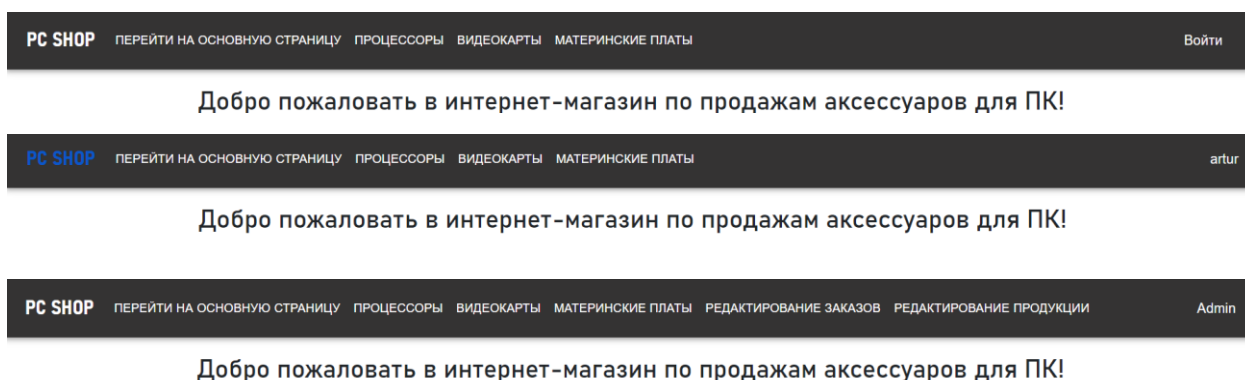 PC SHOP ПЕРЕЙТИ НА ОСНОВНУЮ СТРАНИЦУ ПРОЦЕССОРЫ ВИДЕОКАРТЫ МАТЕРИНСКИЕ ПЛАТЫ Войти
Добро пожаловать в интернет-магазин по продажам аксессуаров для ПК!
PC SHOP ПЕРЕЙТИ НА ОСНОВНУЮ СТРАНИЦУ ПРОЦЕССОРЫ ВИДЕОКАРТЫ МАТЕРИНСКИЕ ПЛАТЫ artur
Добро пожаловать в интернет-магазин по продажам аксессуаров для ПК!
PC SHOP ПЕРЕЙТИ НА ОСНОВНУЮ СТРАНИЦУ ПРОЦЕССОРЫ ВИДЕОКАРТЫ МАТЕРИНСКИЕ ПЛАТЫ РЕДАКТИРОВАНИЕ ЗАКАЗОВ РЕДАКТИРОВАНИЕ ПРОДУКЦИИ Admin
Добро пожаловать в интернет-магазин по продажам аксессуаров для ПК!